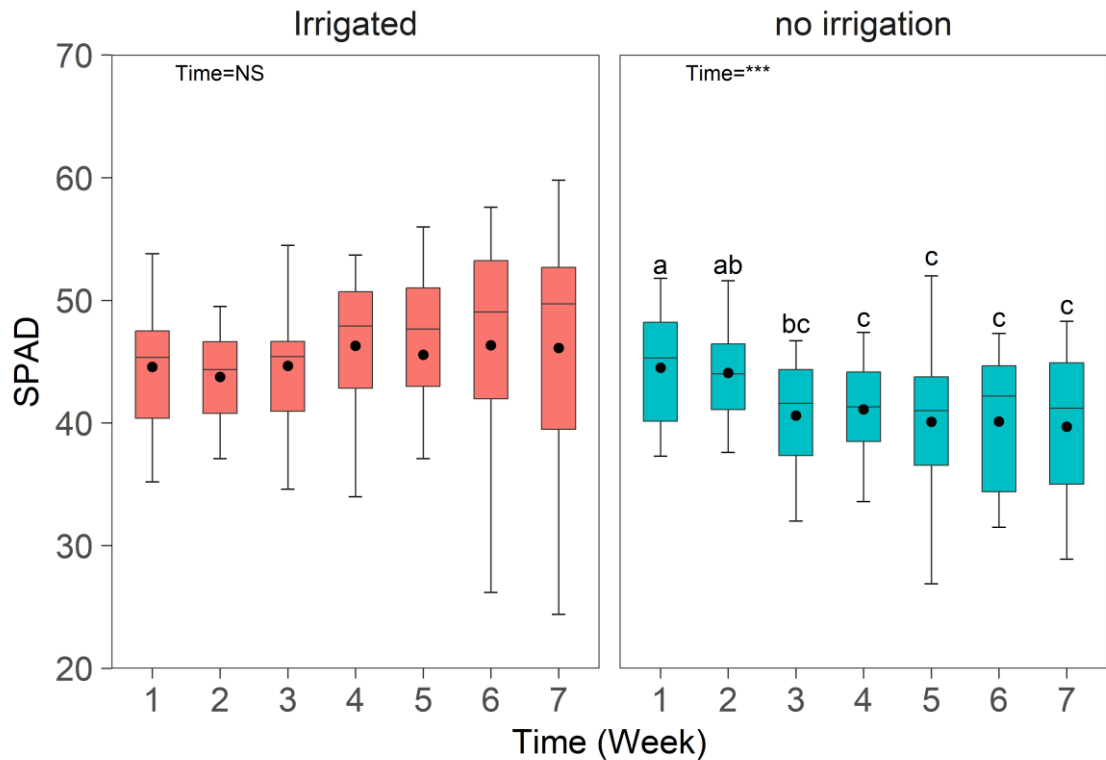 Irrigated
no irrigation
70
60
50
40
30
20
SPAD
Time=NS
Time=***
a
ab
bc
c
c
c
c
1 2 3 4 5 6 7
1 2 3 4 5 6 7
Time (Week)